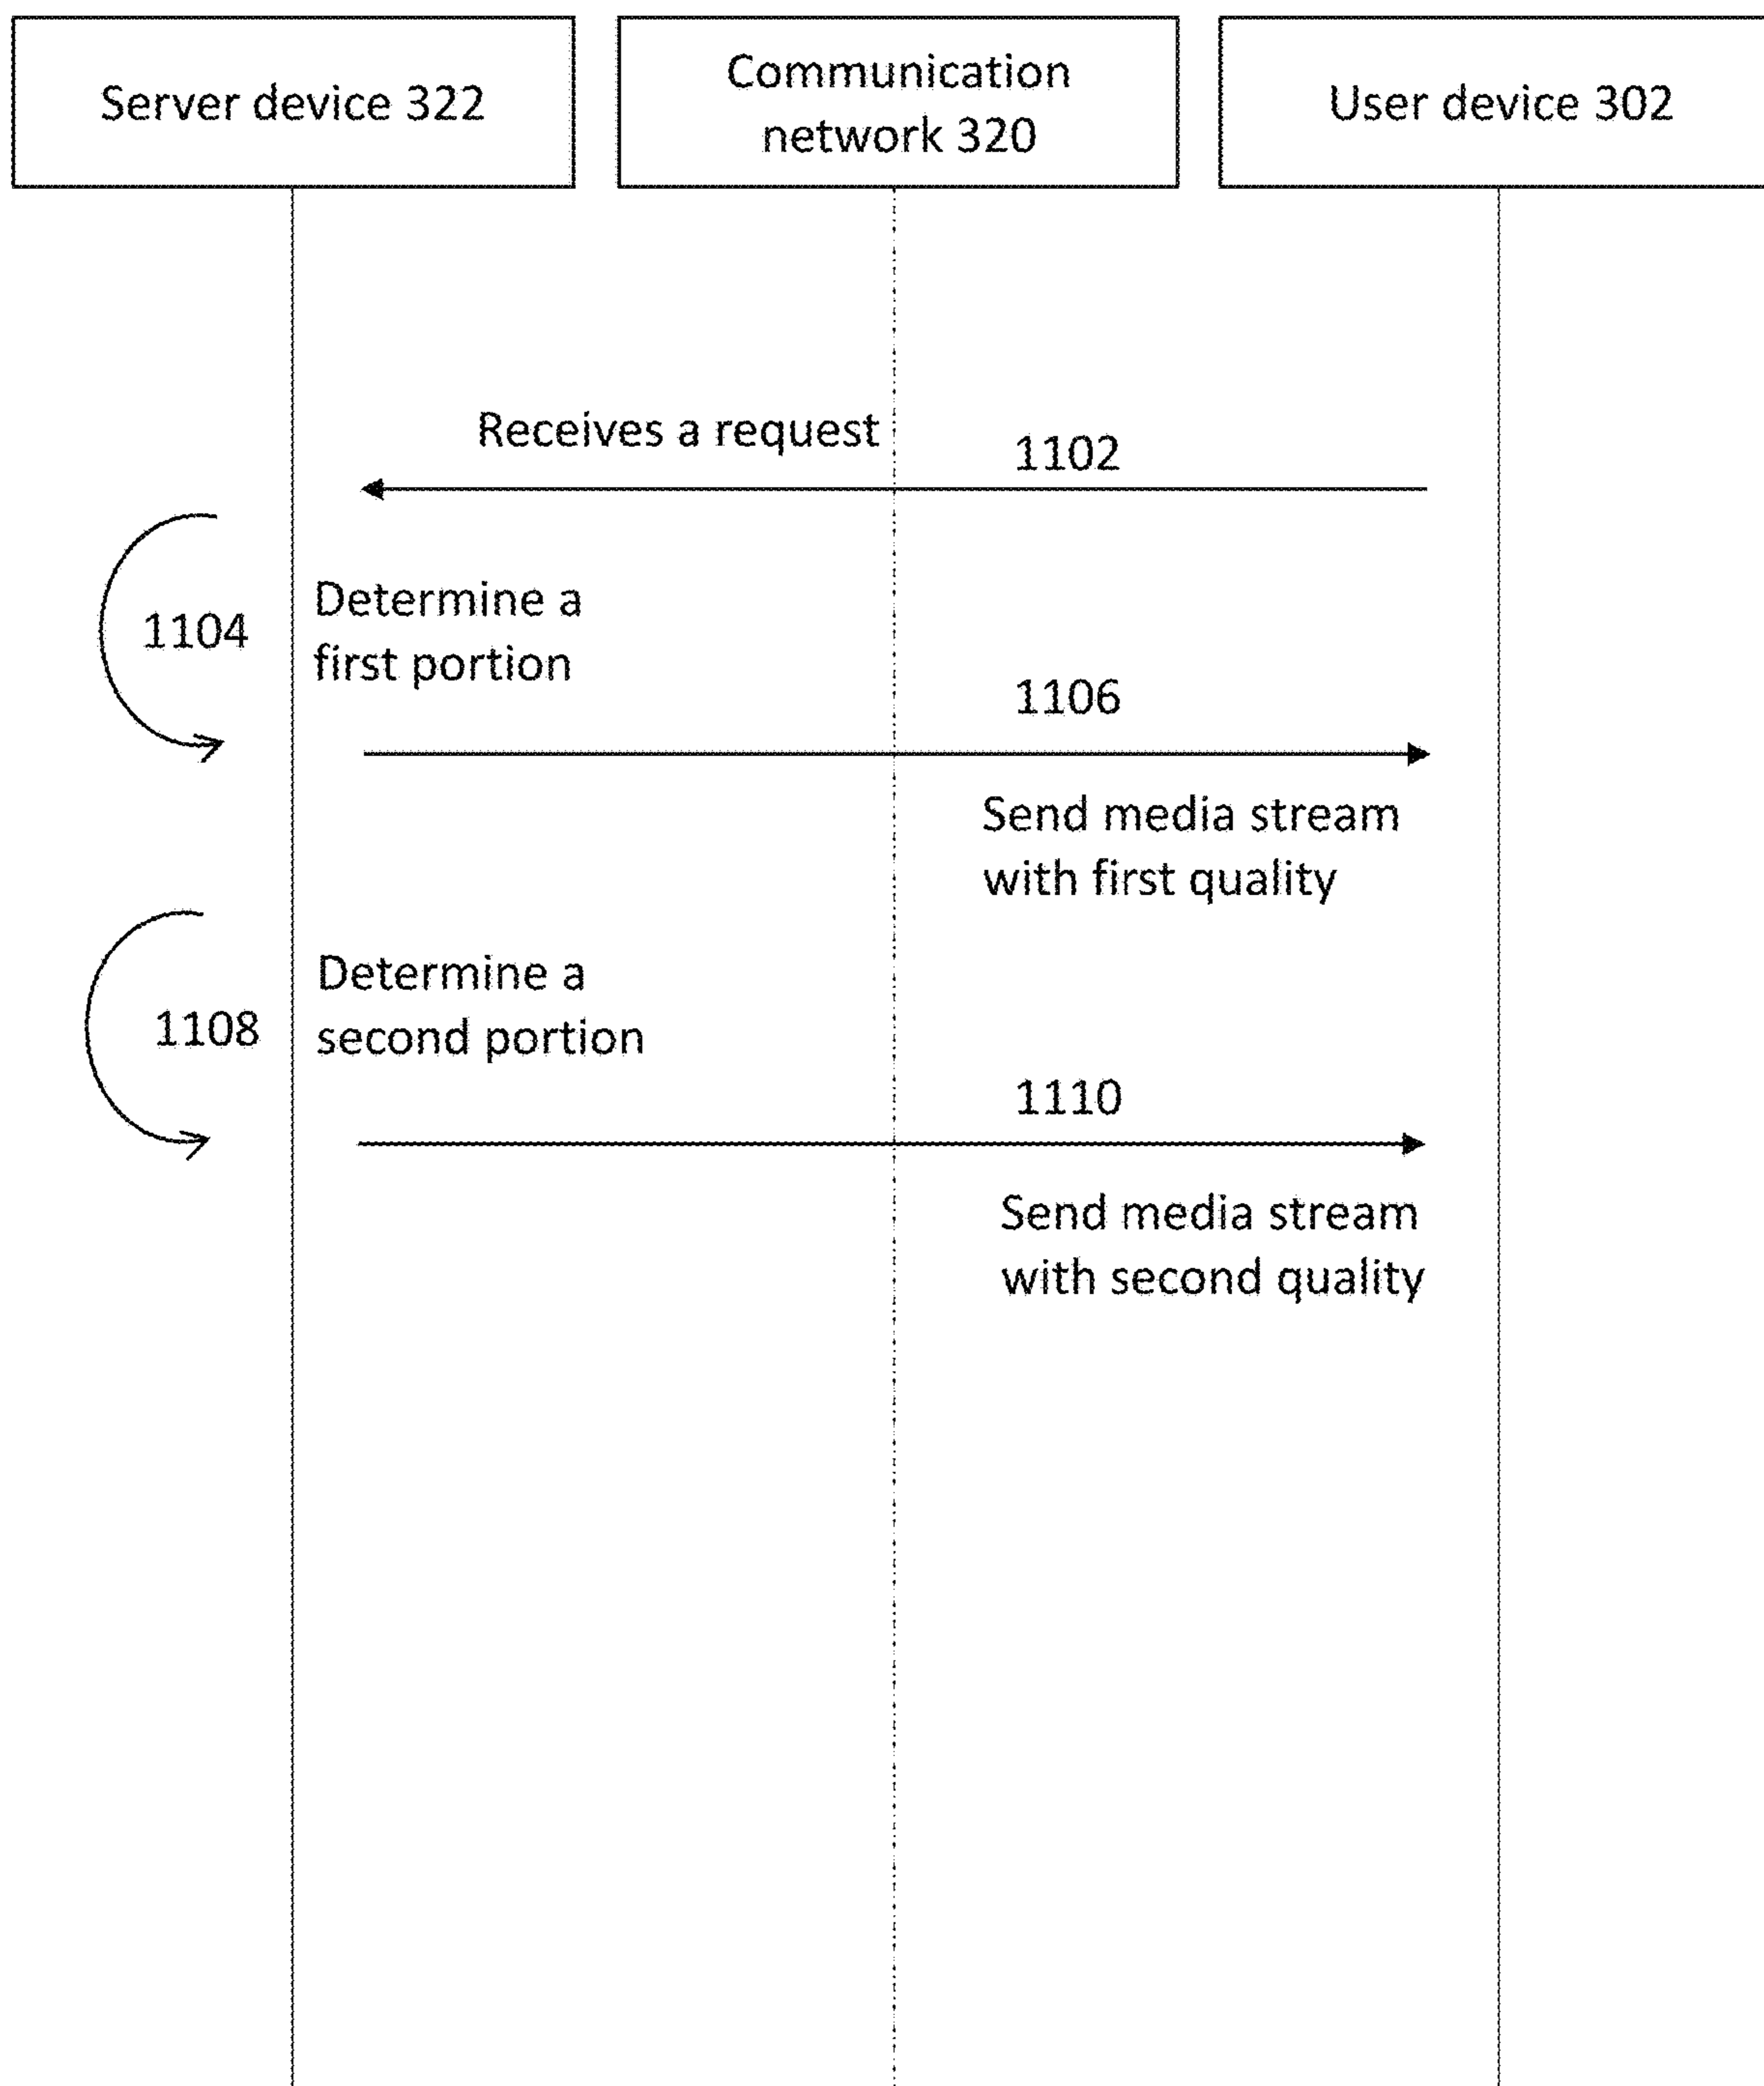 Server device 322
Communication
network 320
User device 302
Receives a request
1102
1104
Determine a
first portion
1106
Send media stream
with first quality
1108
Determine a
second portion
1110
Send media stream
with second quality